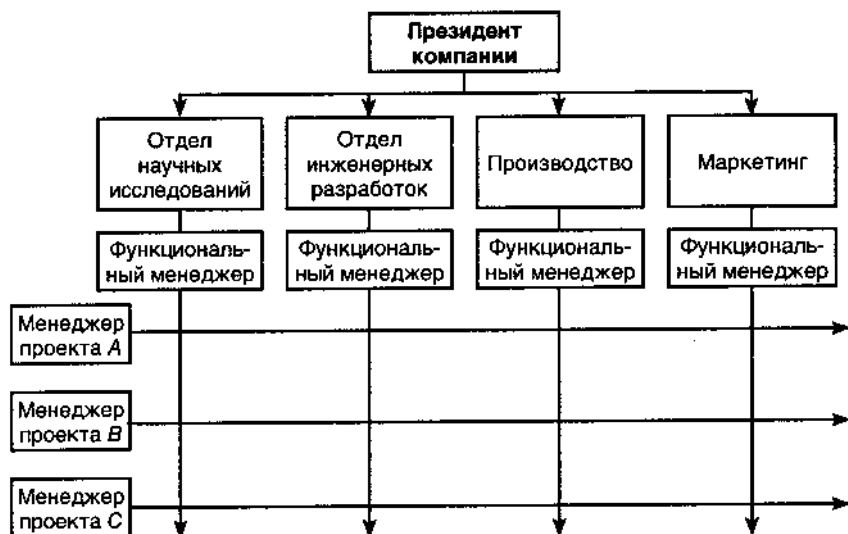 Президент
компании
Отдел
научных
исследований
Отдел
инженерных
разработок
Производство
Маркетинг
Функциональ-
ный менеджер
Функциональ-
ный менеджер
Функциональ-
ный менеджер
Функциональ-
ный менеджер
Менеджер
проекта A
Менеджер
проекта B
Менеджер
проекта C